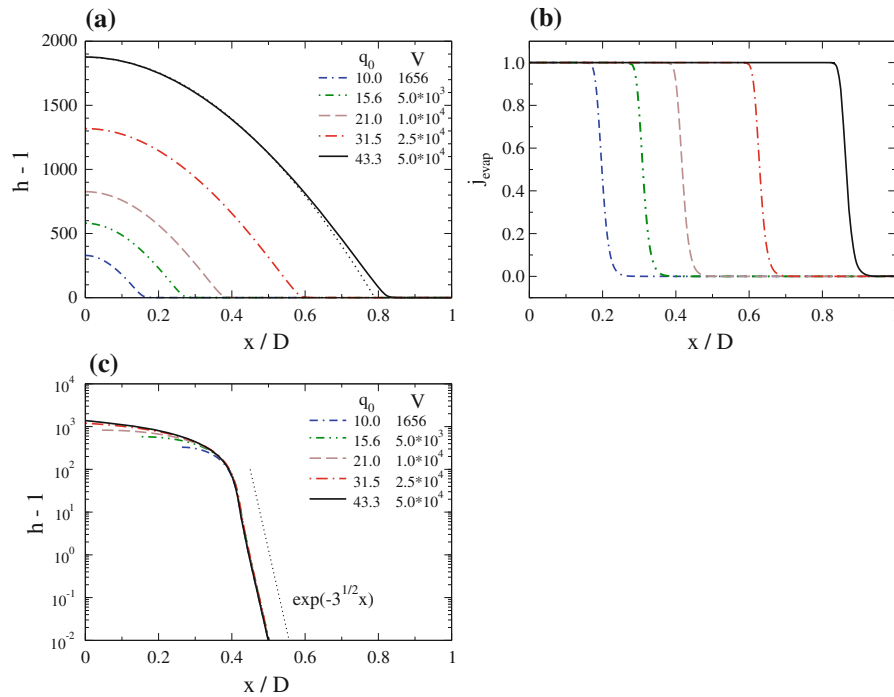 (a)
2000
1500
1000
500
0
h - 1
q0 V
10.0 1656
15.6 5.0*10^3
21.0 1.0*10^4
31.5 2.5*10^4
43.3 5.0*10^4
0 0.2 0.4 0.6 0.8 1
x / D
(b)
1.0
0.8
0.6
0.4
0.2
0.0
j_evap
0.2 0.4 0.6 0.8
x / D
(c)
10^4
10^3
10^2
10^1
10^0
10^-1
10^-2
h - 1
q0 V
10.0 1656
15.6 5.0*10^3
21.0 1.0*10^4
31.5 2.5*10^4
43.3 5.0*10^4
exp(-3^1/2x)
0 0.2 0.4 0.6 0.8 1
x / D